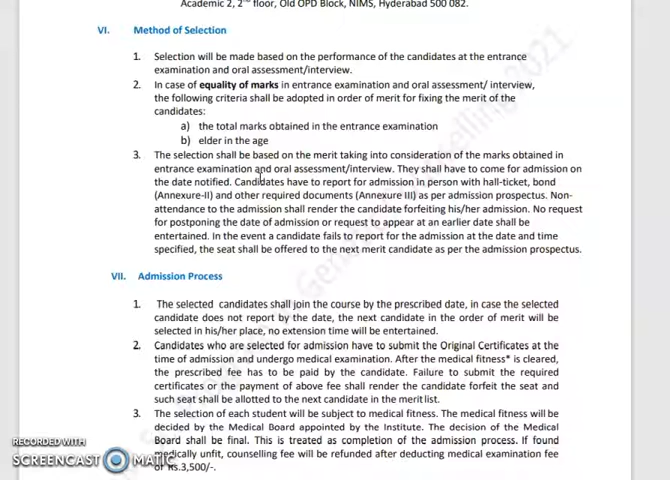 Academic 2, 2nd floor, Old OPD Block, NIMS, Hyderabad 500 082.
VI. Method of Selection
1. Selection will be made based on the performance of the candidates at the entrance
examination and oral assessment/interview.
2. In case of equality of marks in entrance examination and oral assessment/ interview,
the following criteria shall be adopted in order of merit for fixing the merit of the
candidates:
a) the total marks obtained in the entrance examination
b) elder in the age
3. The selection shall be based on the merit taking into consideration of the marks obtained in
entrance examination and oral assessment/interview. They shall have to come for admission on
the date notified. Candidates have to report for admission in person with hall-ticket, bond
(Annexure-II) and other required documents (Annexure III) as per admission prospectus. Non-
attendance to the admission shall render the candidate forfeiting his/her admission. No request
for postponing the date of admission or request to appear at an earlier date shall be
entertained. In the event a candidate fails to report for the admission at the date and time
specified, the seat shall be offered to the next merit candidate as per the admission prospectus.
VII. Admission Process
1. The selected candidates shall join the course by the prescribed date, in case the selected
candidate does not report by the date, the next candidate in the order of merit will be
selected in his/her place, no extension time will be entertained.
2. Candidates who are selected for admission have to submit the Original Certificates at the
time of admission and undergo medical examination. After the medical fitness* is cleared,
the prescribed fee has to be paid by the candidate. Failure to submit the required
certificates or the payment of above fee shall render the candidate forfeit the seat and
such seat shall be allotted to the next candidate in the merit list.
3. The selection of each student will be subject to medical fitness. The medical fitness will be
decided by the Medical Board appointed by the Institute. The decision of the Medical
Board shall be final. This is treated as completion of the admission process. If found
medically unfit, counselling fee will be refunded after deducting medical examination fee
of Rs.3,500/-.
RECORDED WITH
SCREENCAST MATIC